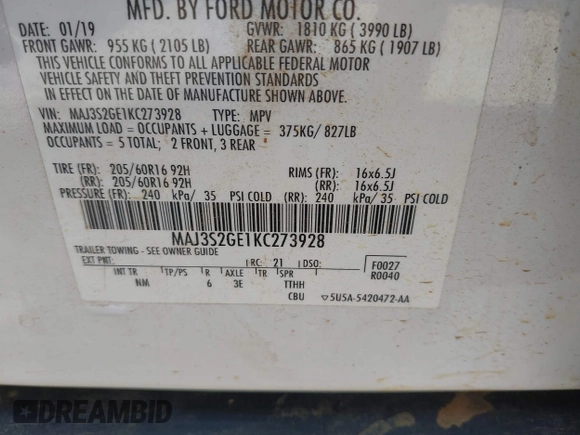 MFD. BY FORD MOTOR CO.
DATE: 01/19 GVWR: 1810 KG ( 3990 LB)
FRONT GAWR: 955 KG ( 2105 LB) REAR GAWR: 865 KG ( 1907 LB)
THIS VEHICLE CONFORMS TO ALL APPLICABLE FEDERAL MOTOR
VEHICLE SAFETY AND THEFT PREVENTION STANDARDS
IN EFFECT ON THE DATE OF MANUFACTURE SHOWN ABOVE.
VIN: MAJ3S2GE1KC273928 TYPE: MPV
MAXIMUM LOAD = OCCUPANTS + LUGGAGE = 375KG/ 827LB
OCCUPANTS = 5 TOTAL; 2 FRONT, 3 REAR
TIRE (FR): 205/60R16 92H RIMS (FR): 16x6.5J
(RR): 205/60R16 92H (RR): 16x6.5J
PRESSURE (FR): 240 kPa/ 35 PSI COLD (RR): 240 kPa/ 35 PSI COLD
MAJ3S2GE1KC273928
TRAILER TOWING - SEE OWNER GUIDE
EXT PNT: RC: 21 DSO: F0027
R0040
INT TR TP/PS R AXLE TR SPR
NM 6 3E TTHH
CBU 5U5A-5420472-AA
DREAMBID